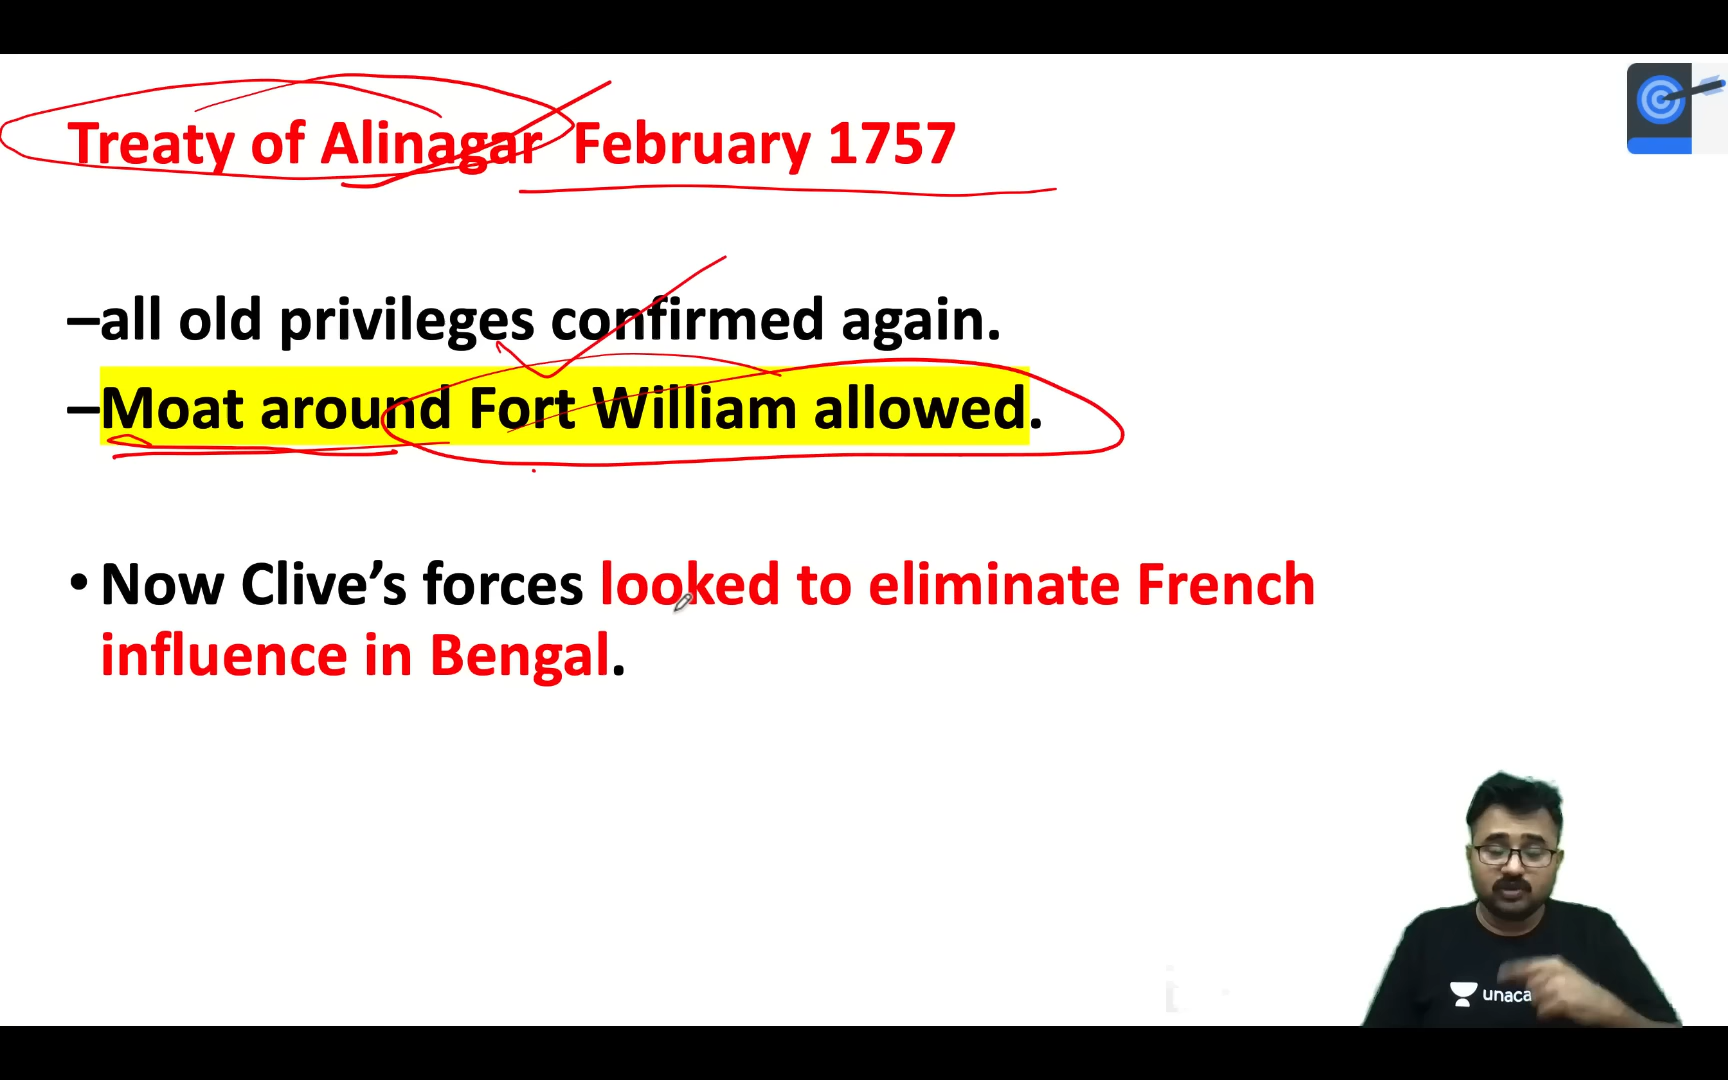 Treaty of Alinagar February 1757
–all old privileges confirmed again.
–Moat around Fort William allowed.
• Now Clive’s forces looked to eliminate French
influence in Bengal.
unaca